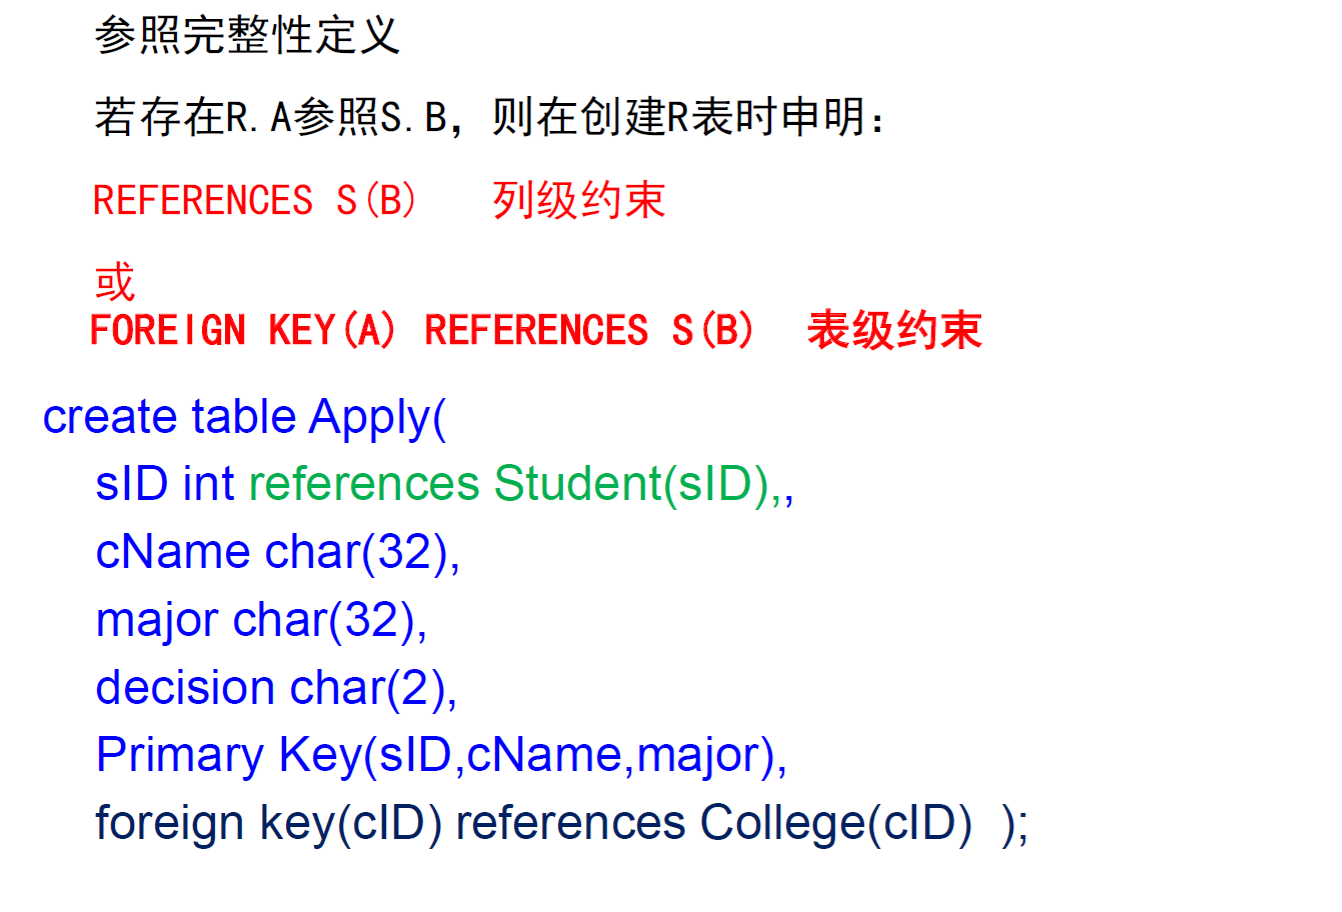 参照完整性定义
若存在R.A参照S.B，则在创建R表时申明：
REFERENCES S(B) 列级约束
或
FOREIGN KEY(A) REFERENCES S(B) 表级约束
create table Apply(
sID int references Student(sID),,
cName char(32),
major char(32),
decision char(2),
Primary Key(sID,cName,major),
foreign key(cID) references College(cID) );